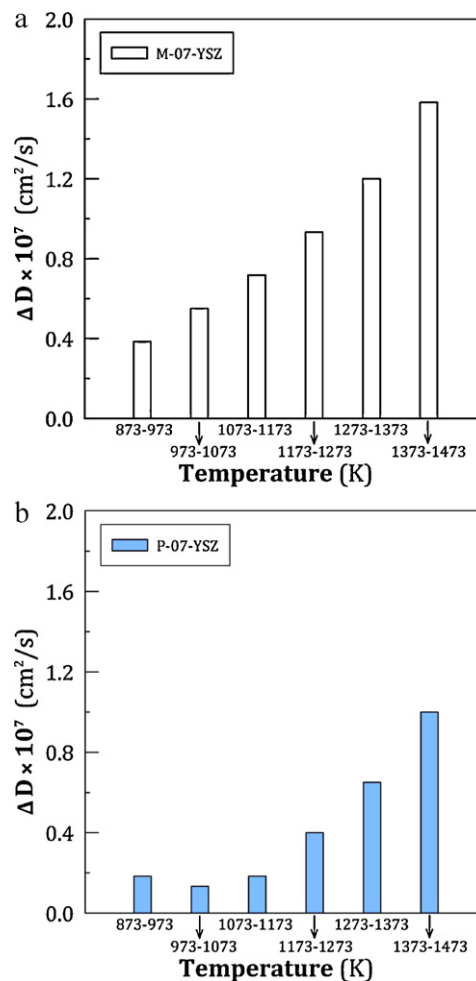 a
2.0
M-07-YSZ
1.6
1.2
0.8
0.4
0.0
ΔD × 10⁷ (cm²/s)
873-973 1073-1173 1273-1373
973-1073 1173-1273 1373-1473
Temperature (K)
b
2.0
P-07-YSZ
1.6
1.2
0.8
0.4
0.0
ΔD × 10⁷ (cm²/s)
873-973 1073-1173 1273-1373
973-1073 1173-1273 1373-1473
Temperature (K)